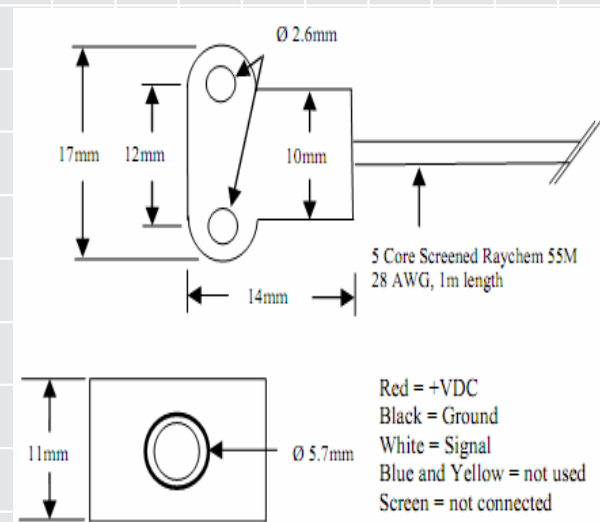 Ø 2.6mm
17mm
12mm
10mm
5 Core Screened Raychem 55M
28 AWG, 1m length
14mm
Red = +VDC
Black = Ground
White = Signal
Blue and Yellow = not used
Screen = not connected
11mm
Ø 5.7mm